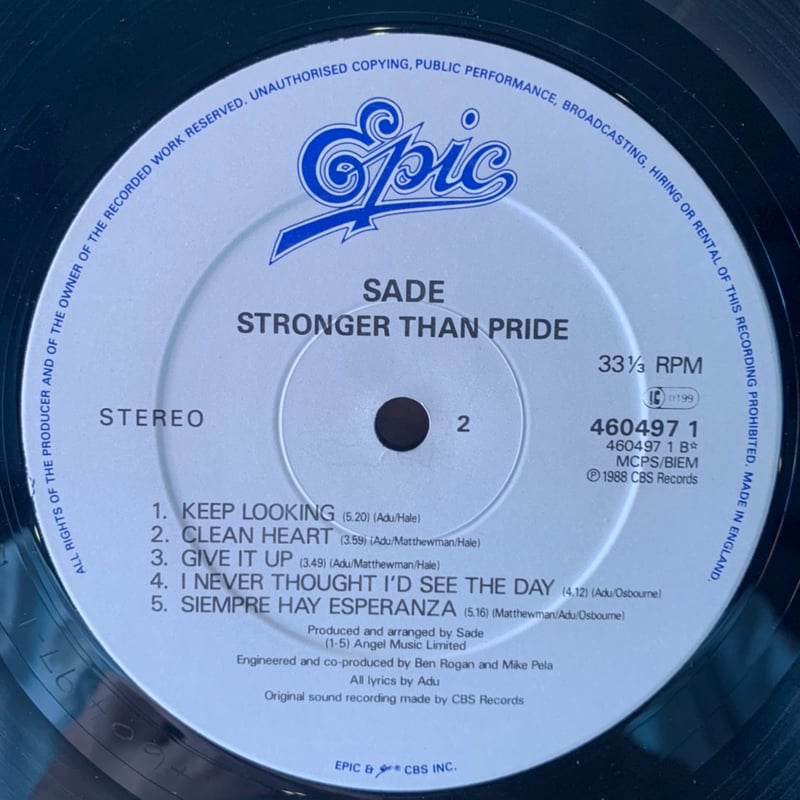 ALL RIGHTS OF THE PRODUCER AND OF THE OWNER OF THE RECORDED WORK RESERVED. UNAUTHORISED COPYING, PUBLIC PERFORMANCE, BROADCASTING, HIRING OR RENTAL OF THIS RECORDING PROHIBITED. MADE IN ENGLAND.
Epic
SADE
STRONGER THAN PRIDE
33⅓ RPM
STEREO
2
460497 1
460497 1 B☆
MCPS/BIEM
℗ 1988 CBS Records
1. KEEP LOOKING (5.20) (Adu/Hale)
2. CLEAN HEART (3.59) (Adu/Matthewman/Hale)
3. GIVE IT UP (3.49) (Adu/Matthewman/Hale)
4. I NEVER THOUGHT I'D SEE THE DAY (4.12) (Adu/Osbourne)
5. SIEMPRE HAY ESPERANZA (5.16) (Matthewman/Adu/Osbourne)
Produced and arranged by Sade
(1-5) Angel Music Limited
Engineered and co-produced by Ben Rogan and Mike Pela
All lyrics by Adu
Original sound recording made by CBS Records
EPIC & ® CBS INC.